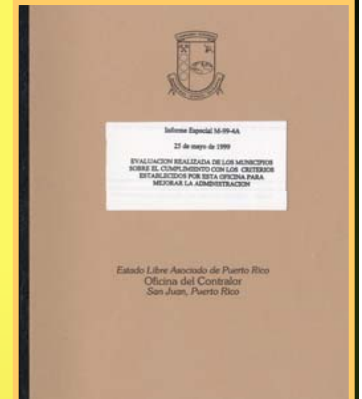 Informe Especial M-99-4A
25 de mayo de 1999
EVALUACION REALIZADA DE LOS MUNICIPIOS
SOBRE EL CUMPLIMIENTO CON LOS CRITERIOS
ESTABLECIDOS POR ESTA OFICINA PARA
MEJORAR LA ADMINISTRACION
Estado Libre Asociado de Puerto Rico
Oficina del Contralor
San Juan, Puerto Rico